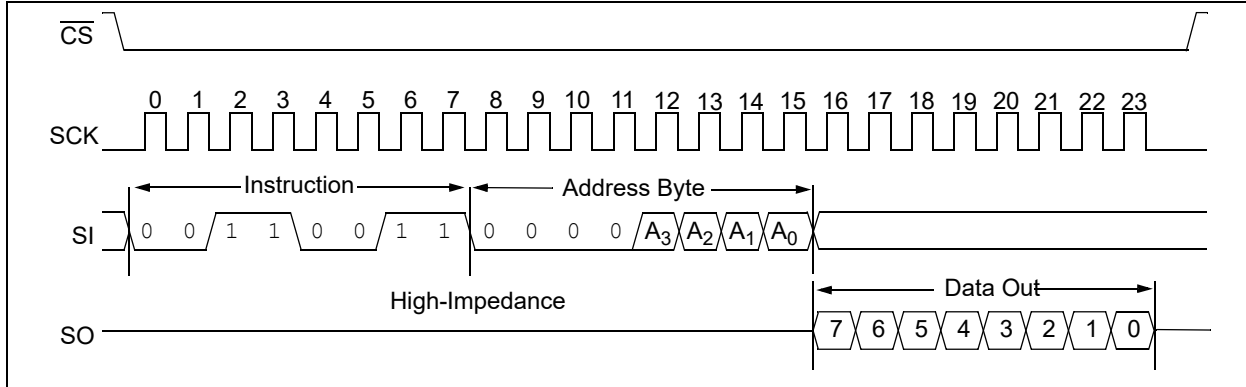 CS
0 1 2 3 4 5 6 7 8 9 10 11 12 13 14 15 16 17 18 19 20 21 22 23
SCK
Instruction Address Byte
SI 0 0 1 1 0 0 1 1 0 0 0 0 A3 A2 A1 A0
High-Impedance Data Out
SO 7 6 5 4 3 2 1 0